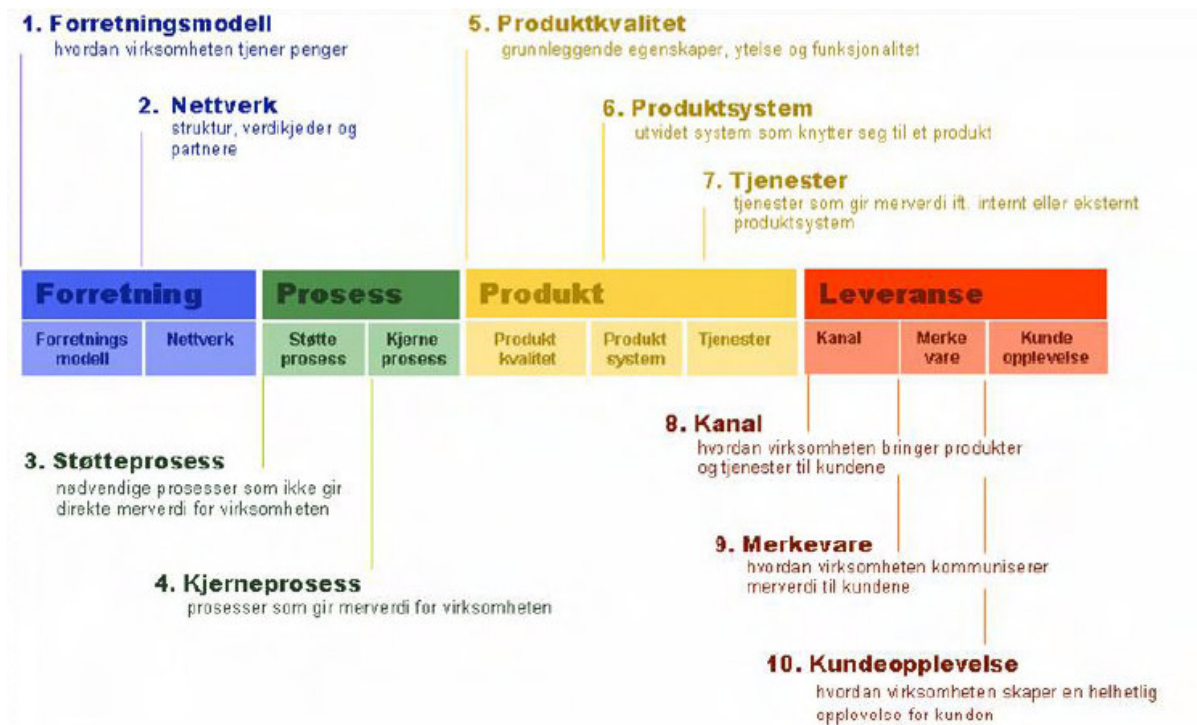 1. Forretningsmodell
hvordan virksomheten tjener penger
2. Nettverk
struktur, verdikjeder og
partnere
5. Produktkvalitet
grunnleggende egenskaper, ytelse og funksjonalitet
6. Produktsystem
utvidet system som knytter seg til et produkt
7. Tjenester
tjenester som gir merverdi ift. internt eller eksternt
produktsystem
Forretning
Prosess
Produkt
Leveranse
Forretnings
modell
Nettverk
Støtte
prosess
Kjerne
prosess
Produkt
kvalitet
Produkt
system
Tjenester
Kanal
Merke
vare
Kunde
opplevelse
3. Støtteprosess
nødvendige prosesser som ikke gir
direkte merverdi for virksomheten
4. Kjerneprosess
prosesser som gir merverdi for virksomheten
8. Kanal
hvordan virksomheten bringer produkter
og tjenester til kundene
9. Merkevare
hvordan virksomheten kommuniserer
merverdi til kundene
10. Kundeopplevelse
hvordan virksomheten skaper en helhetlig
opplevelse for kunden